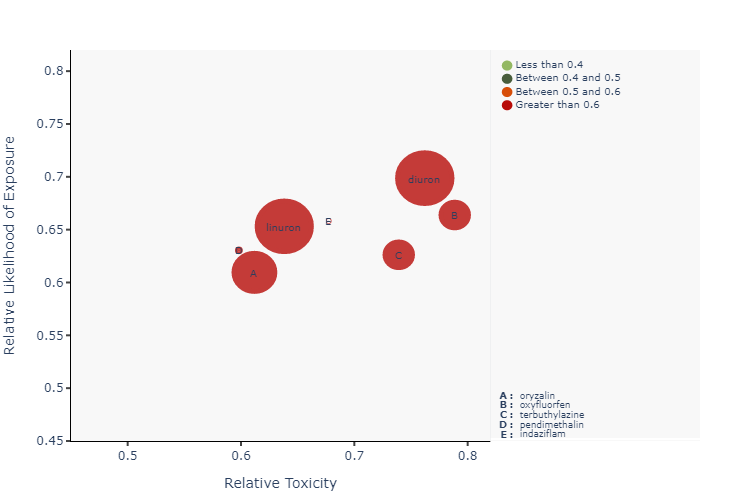 0.8
0.75
0.7
0.65
0.6
0.55
0.5
0.45
Relative Likelihood of Exposure
0.5
0.6
0.7
0.8
Relative Toxicity
diuron
B
linuron
C
A
Less than 0.4
Between 0.4 and 0.5
Between 0.5 and 0.6
Greater than 0.6
A : oryzalin
B : oxyfluorfen
C : terbuthylazine
D : pendimethalin
E : indaziflam